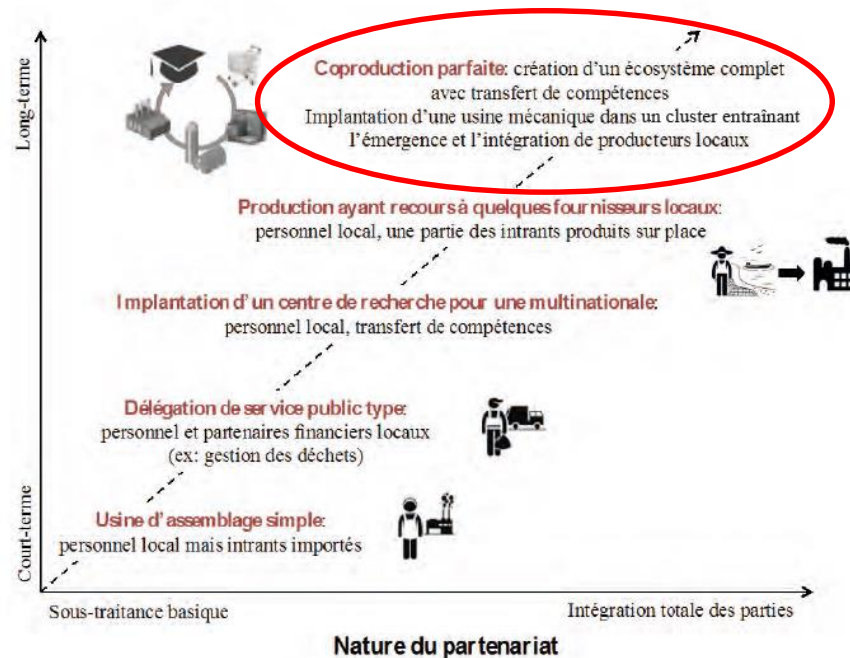 Long-terme
Coproduction parfaite: création d'un écosystème complet
avec transfert de compétences
Implantation d'une usine mécanique dans un cluster entraînant
l'émergence et l'intégration de producteurs locaux
Production ayant recours à quelques fournisseurs locaux:
personnel local, une partie des intrants produits sur place
Implantation d'un centre de recherche pour une multinationale:
personnel local, transfert de compétences
Délégation de service public type:
personnel et partenaires financiers locaux
(ex: gestion des déchets)
Usine d'assemblage simple:
personnel local mais intrants importés
Court-terme
Sous-traitance basique
Intégration totale des parties
Nature du partenariat